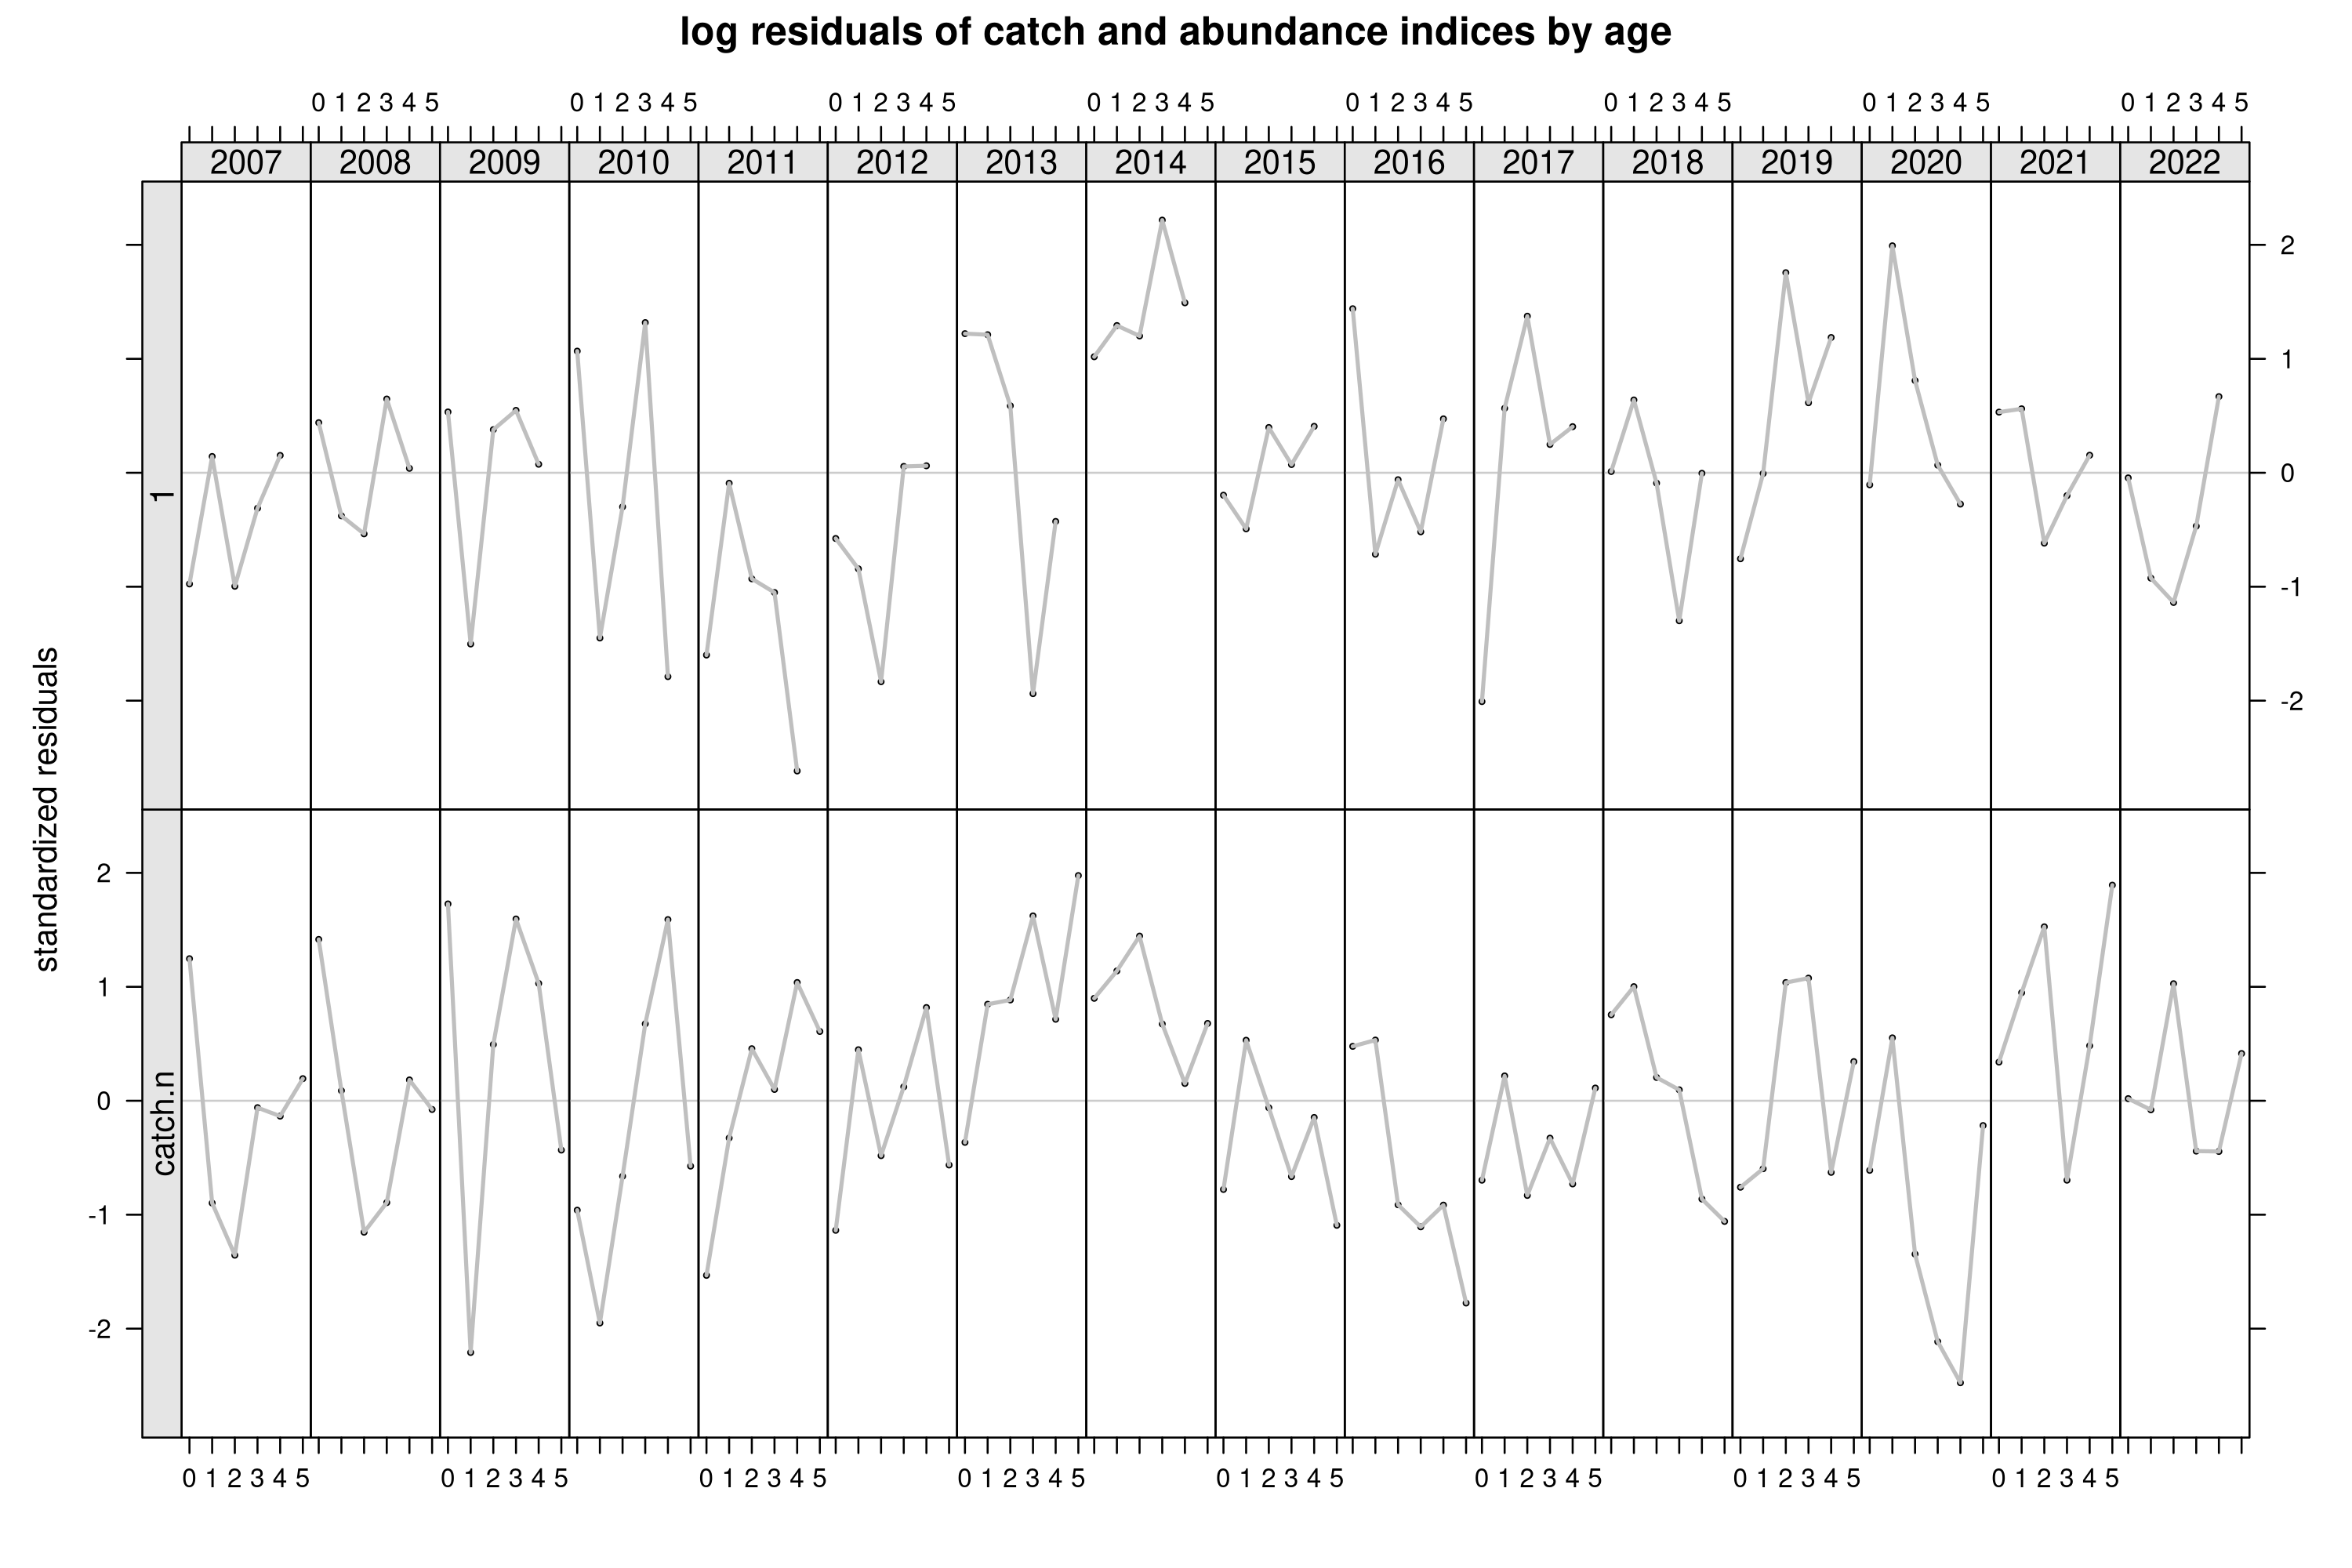 log residuals of catch and abundance indices by age
0 1 2 3 4 5 0 1 2 3 4 5 0 1 2 3 4 5 0 1 2 3 4 5 0 1 2 3 4 5 0 1 2 3 4 5 0 1 2 3 4 5 0 1 2 3 4 5
2007 2008 2009 2010 2011 2012 2013 2014 2015 2016 2017 2018 2019 2020 2021 2022
2
1
0
-1
-2
1
standardized residuals
2
1
0
-1
-2
catch.n
0 1 2 3 4 5 0 1 2 3 4 5 0 1 2 3 4 5 0 1 2 3 4 5 0 1 2 3 4 5 0 1 2 3 4 5 0 1 2 3 4 5 0 1 2 3 4 5